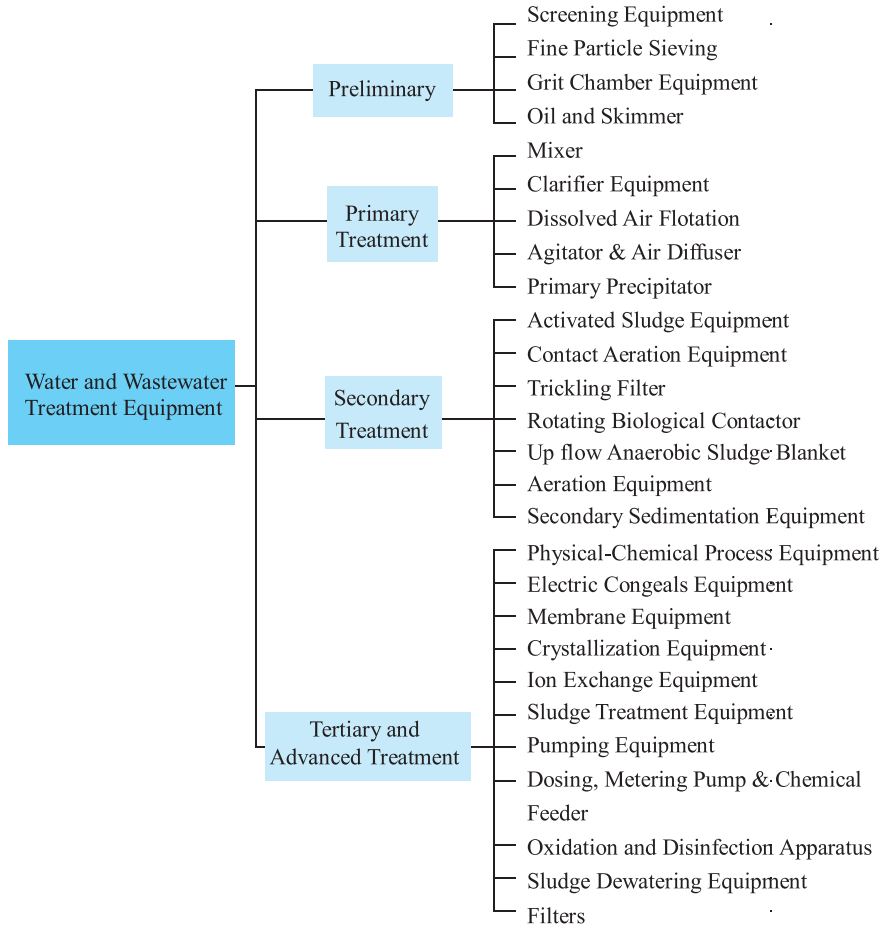 Water and Wastewater
Treatment Equipment
Preliminary
Screening Equipment
Fine Particle Sieving
Grit Chamber Equipment
Oil and Skimmer
Primary
Treatment
Mixer
Clarifier Equipment
Dissolved Air Flotation
Agitator & Air Diffuser
Primary Precipitator
Secondary
Treatment
Activated Sludge Equipment
Contact Aeration Equipment
Trickling Filter
Rotating Biological Contactor
Up flow Anaerobic Sludge Blanket
Aeration Equipment
Secondary Sedimentation Equipment
Tertiary and
Advanced Treatment
Physical-Chemical Process Equipment
Electric Congeals Equipment
Membrane Equipment
Crystallization Equipment
Ion Exchange Equipment
Sludge Treatment Equipment
Pumping Equipment
Dosing, Metering Pump & Chemical
Feeder
Oxidation and Disinfection Apparatus
Sludge Dewatering Equipment
Filters